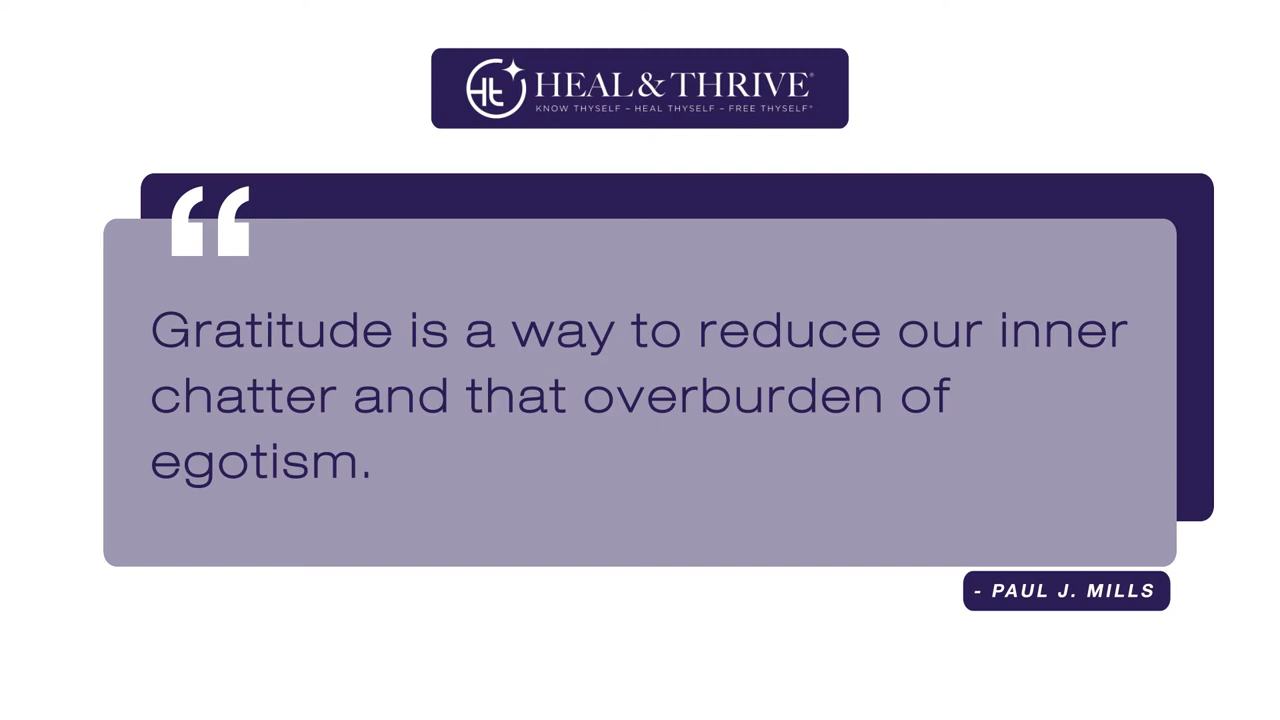 Ht HEAL & THRIVE®
KNOW THYSELF – HEAL THYSELF – FREE THYSELF®
“
Gratitude is a way to reduce our inner
chatter and that overburden of
egotism.
- PAUL J. MILLS